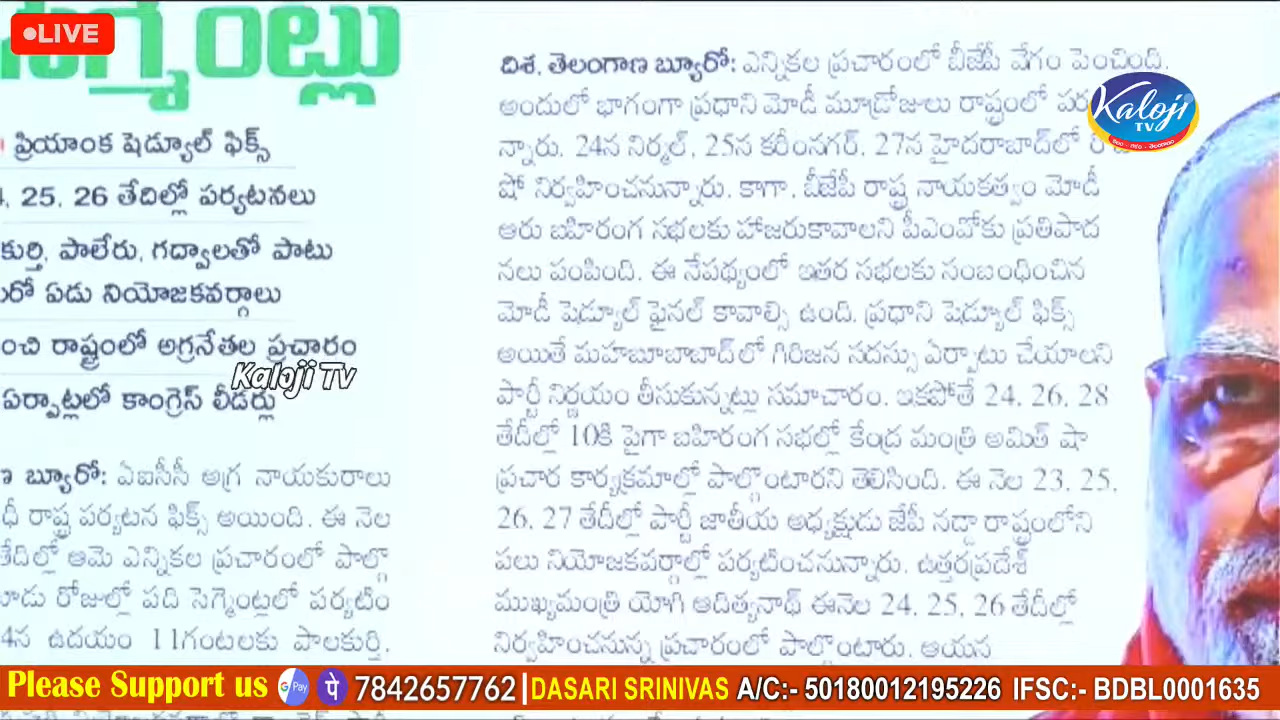 LIVE
సెగ్మెంట్లు
ప్రియాంక షెడ్యూల్ ఫిక్స్
25, 26 తేదిల్లో పర్యటనలు
పాలేరు, గద్వాలతో పాటు
ఏడు నియోజకవర్గాలు
రాష్ట్రంలో అగ్రనేతల ప్రచారం
ఏర్పాట్లలో కాంగ్రెస్ లీడర్లు
Kaloji Tv
బ్యూరో: ఏఐసీసీ అగ్ర నాయకురాలు
రాష్ట్ర పర్యటన ఫిక్స్ అయింది. ఈ నెల
తేదిల్లో ఆమె ఎన్నికల ప్రచారంలో పాల్గొ
రోజుల్లో పది సెగ్మెంట్లలో పర్యటిం
ఉదయం 11గంటలకు పాలకుర్తి,
దిశ, తెలంగాణ బ్యూరో: ఎన్నికల ప్రచారంలో బీజేపీ వేగం పెంచింది.
అందులో భాగంగా ప్రధాని మోడీ మూడ్రోజులు రాష్ట్రంలో
న్నారు. 24న నిర్మల్, 25న కరీంనగర్, 27న హైదరాబాద్‌లో
షో నిర్వహించనున్నారు. కాగా, బీజేపీ రాష్ట్ర నాయకత్వం మోడీ
ఆరు బహిరంగ సభలకు హాజరుకావాలని పీఎంవోకు ప్రతిపాద
నలు పంపింది. ఈ నేపథ్యంలో ఇతర సభలకు సంబంధించిన
మోడీ షెడ్యూల్ ఫైనల్ కావాల్సి ఉంది. ప్రధాని షెడ్యూల్ ఫిక్స్
అయితే మహబూబాబాద్‌లో గిరిజన సదస్సు ఏర్పాటు చేయాలని
పార్టీ నిర్ణయం తీసుకున్నట్లు సమాచారం. ఇకపోతే 24, 26, 28
తేదీల్లో 10కి పైగా బహిరంగ సభల్లో కేంద్ర మంత్రి అమిత్ షా
ప్రచార కార్యక్రమాల్లో పాల్గొంటారని తెలిసింది. ఈ నెల 23, 25,
26, 27 తేదీల్లో పార్టీ జాతీయ అధ్యక్షుడు జేపీ నడ్డా రాష్ట్రంలోని
పలు నియోజకవర్గాల్లో పర్యటించనున్నారు. ఉత్తరప్రదేశ్
ముఖ్యమంత్రి యోగి ఆదిత్యనాథ్ ఈనెల 24, 25, 26 తేదీల్లో
నిర్వహించనున్న ప్రచారంలో పాల్గొంటారు. ఆయన
Kaloji
TV
Please Support us G Pay పే 7842657762 | DASARI SRINIVAS A/C:- 50180012195226 IFSC:- BDBL0001635